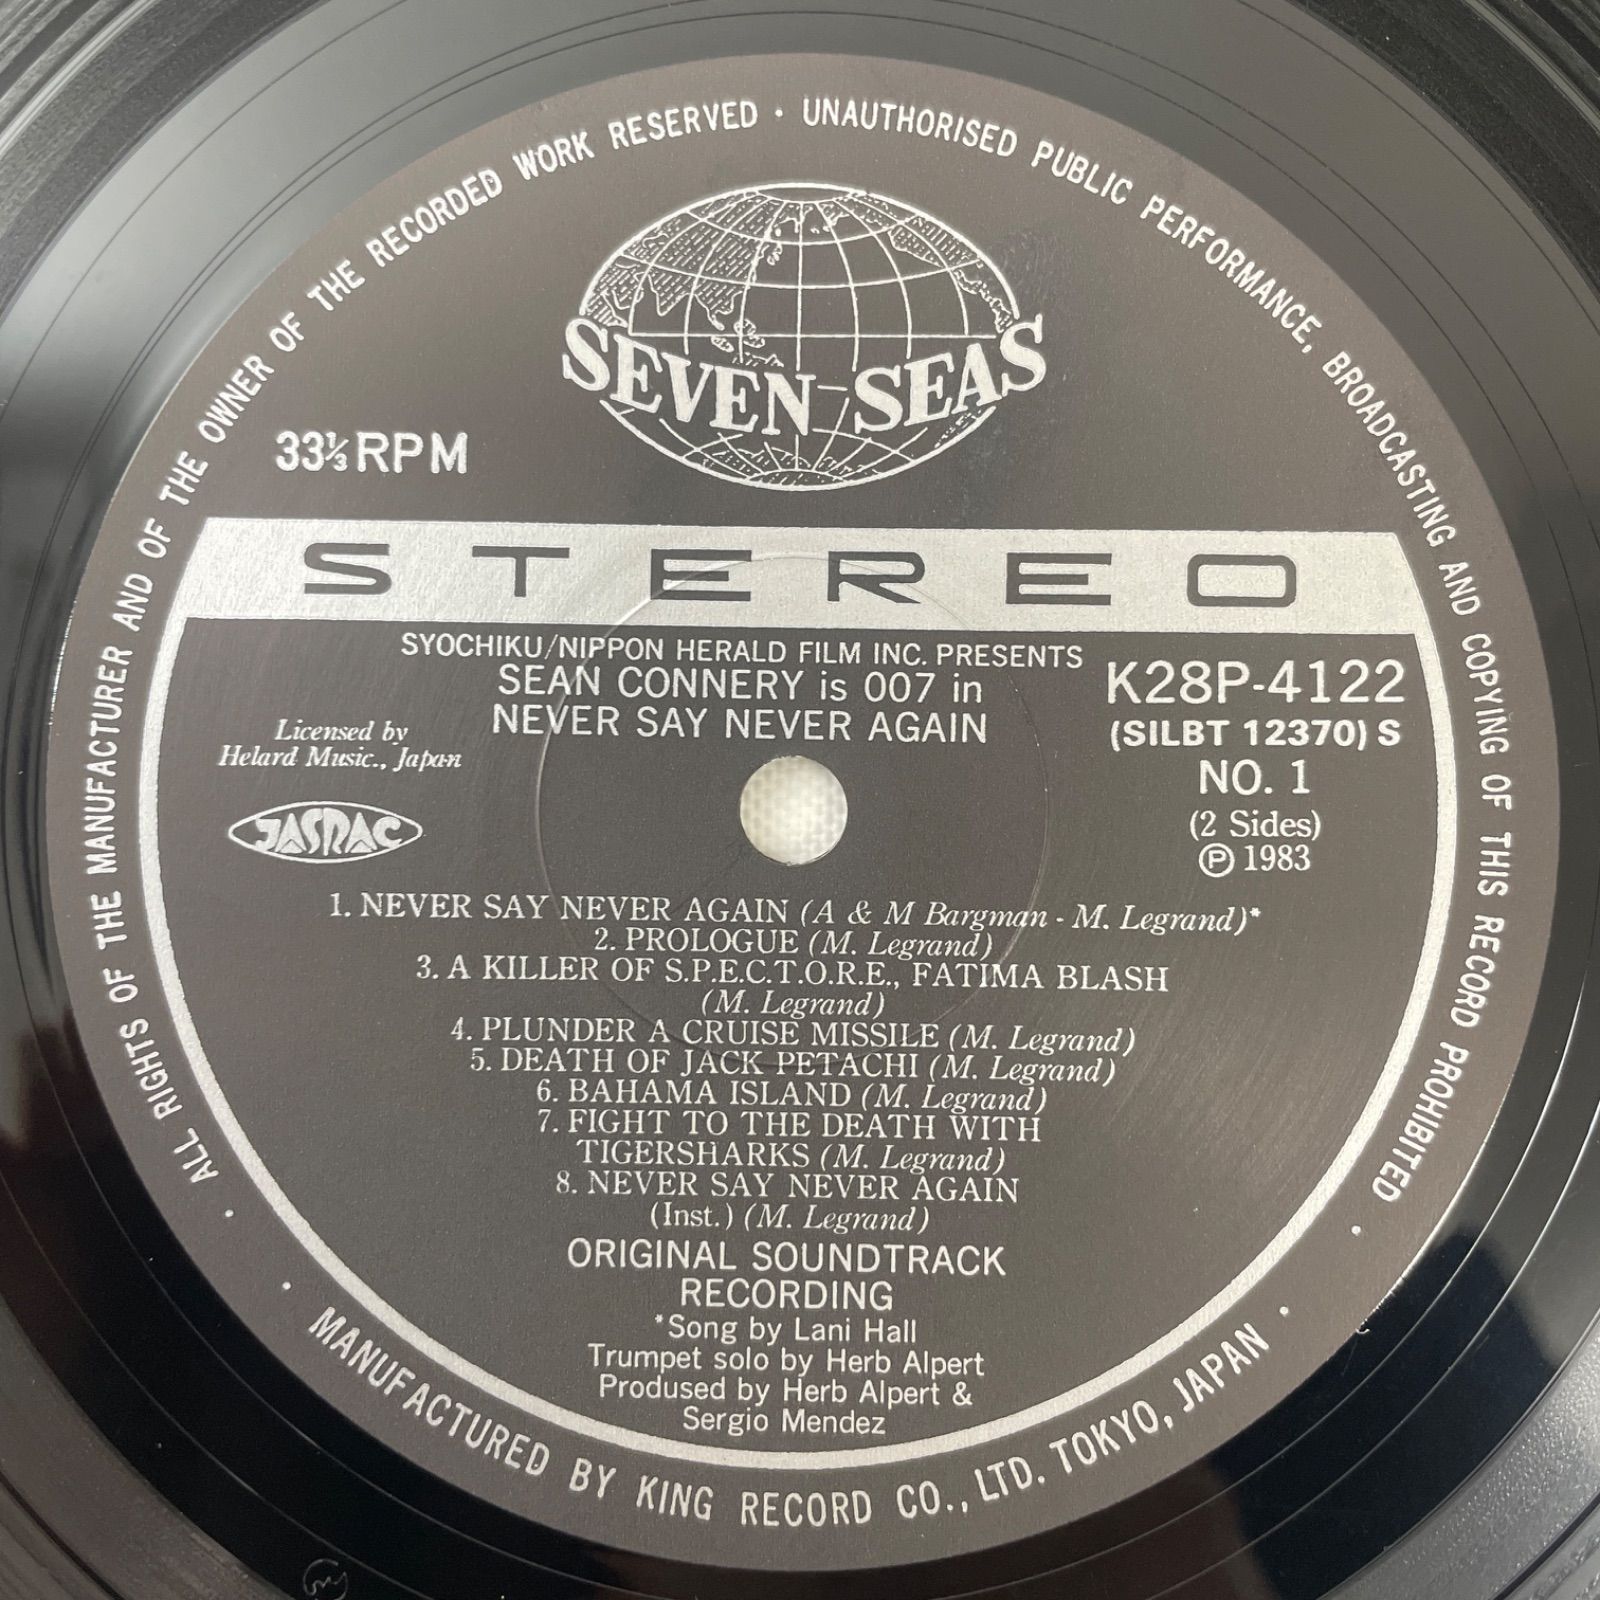 ALL RIGHTS OF THE MANUFACTURER AND OF THE OWNER OF THE RECORDED WORK RESERVED · UNAUTHORISED PUBLIC PERFORMANCE, BROADCASTING AND COPYING OF THIS RECORD PROHIBITED
SEVEN SEAS
33⅓ RPM
STEREO
SYOCHIKU/NIPPON HERALD FILM INC. PRESENTS
SEAN CONNERY is 007 in
NEVER SAY NEVER AGAIN
K28P-4122
(SILBT 12370) S
NO. 1
(2 Sides)
Ⓟ 1983
Licensed by
Helard Music., Japan
JASRAC
1. NEVER SAY NEVER AGAIN (A & M Bargman - M. Legrand)*
2. PROLOGUE (M. Legrand)
3. A KILLER OF S.P.E.C.T.O.R.E., FATIMA BLASH
(M. Legrand)
4. PLUNDER A CRUISE MISSILE (M. Legrand)
5. DEATH OF JACK PETACHI (M. Legrand)
6. BAHAMA ISLAND (M. Legrand)
7. FIGHT TO THE DEATH WITH
TIGERSHARKS (M. Legrand)
8. NEVER SAY NEVER AGAIN
(Inst.) (M. Legrand)
ORIGINAL SOUNDTRACK
RECORDING
*Song by Lani Hall
Trumpet solo by Herb Alpert
Prodused by Herb Alpert &
Sergio Mendez
· MANUFACTURED BY KING RECORD CO., LTD. TOKYO, JAPAN ·